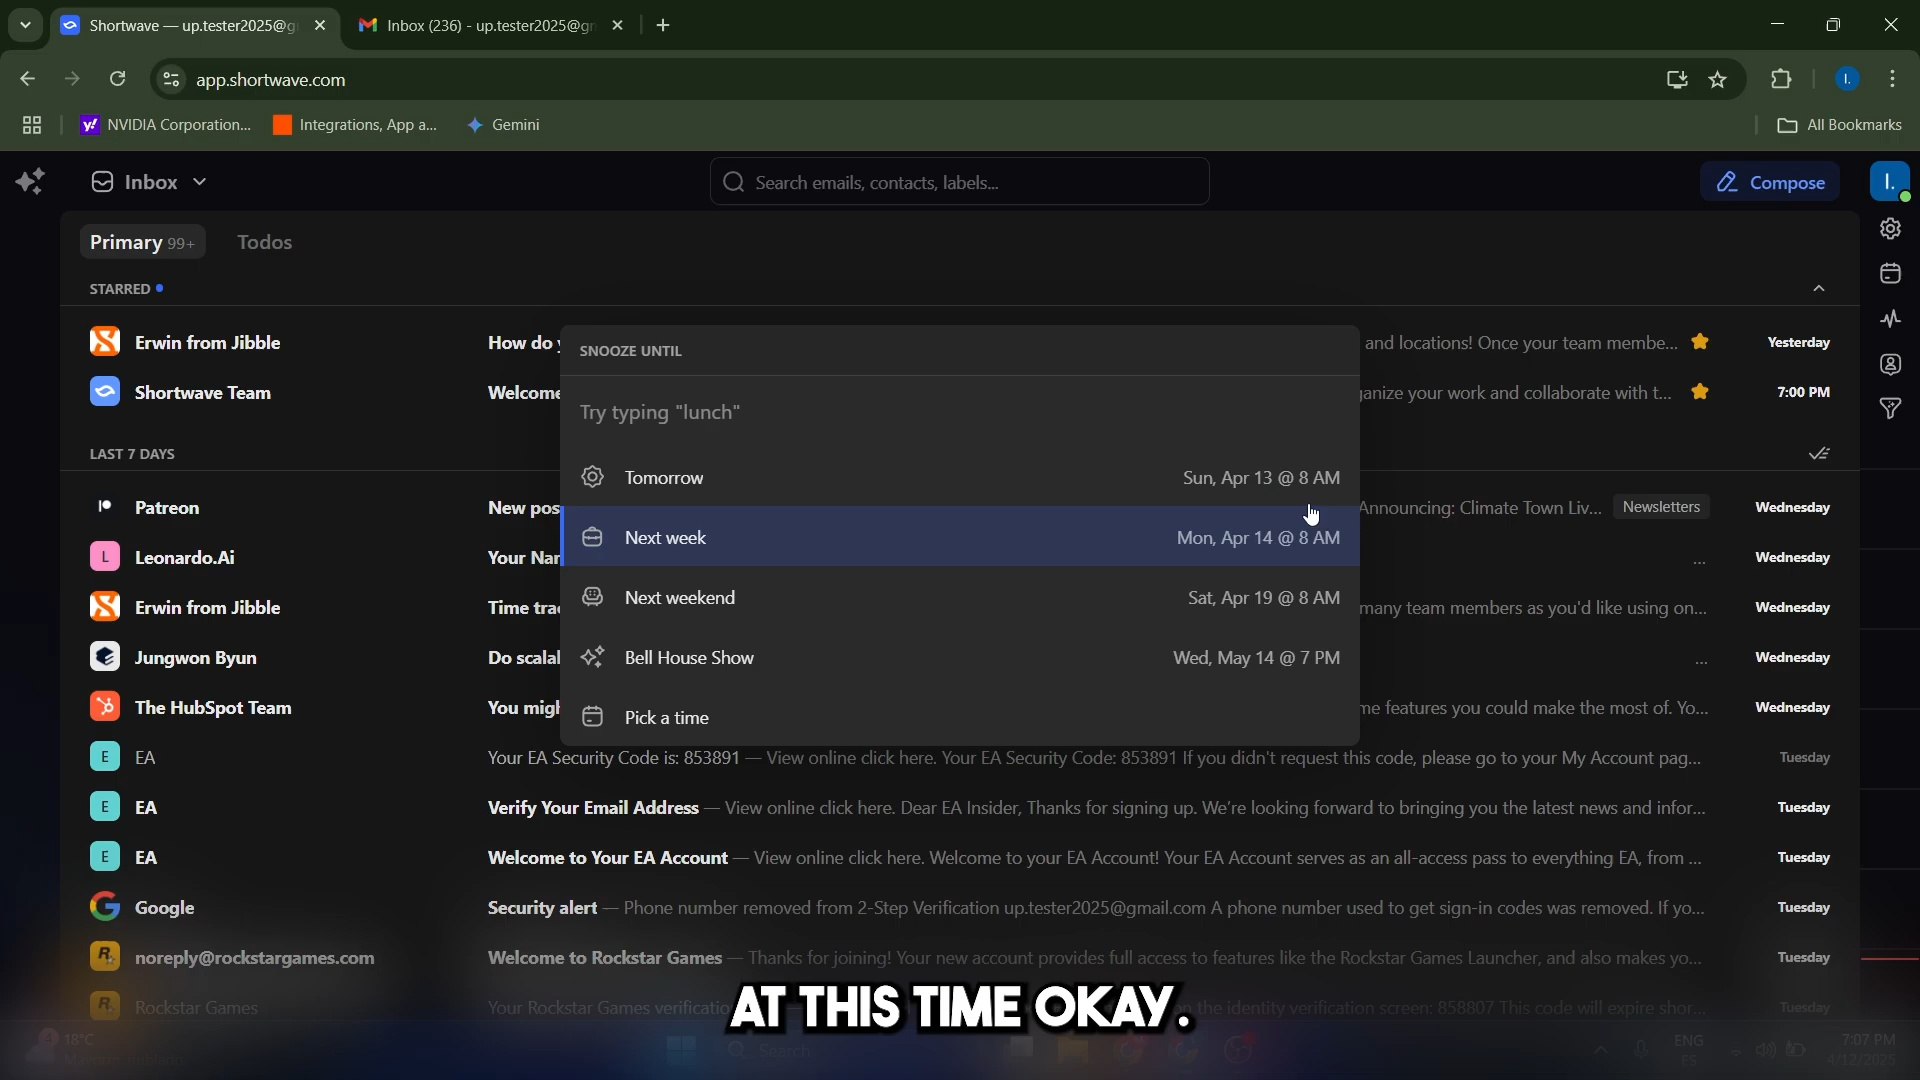 Shortwave — up.tester2025@g
Inbox (236) - up.tester2025@gr
app.shortwave.com
I.
NVIDIA Corporation...
Integrations, App a...
Gemini
All Bookmarks
Inbox
Search emails, contacts, labels...
Compose
I.
Primary 99+
Todos
STARRED
Erwin from Jibble How do and locations! Once your team membe... Yesterday
Shortwave Team Welcome ganize your work and collaborate with t... 7:00 PM
LAST 7 DAYS
Patreon New pos Announcing: Climate Town Liv... Newsletters Wednesday
L Leonardo.Ai Your Nar ... Wednesday
Erwin from Jibble Time tra many team members as you'd like using on... Wednesday
Jungwon Byun Do scalal ... Wednesday
The HubSpot Team You migh me features you could make the most of. Yo... Wednesday
SNOOZE UNTIL
Try typing "lunch"
Tomorrow Sun, Apr 13 @ 8 AM
Next week Mon, Apr 14 @ 8 AM
Next weekend Sat, Apr 19 @ 8 AM
Bell House Show Wed, May 14 @ 7 PM
Pick a time
E EA Your EA Security Code is: 853891 — View online click here. Your EA Security Code: 853891 If you didn't request this code, please go to your My Account pag... Tuesday
E EA Verify Your Email Address — View online click here. Dear EA Insider, Thanks for signing up. We're looking forward to bringing you the latest news and infor... Tuesday
E EA Welcome to Your EA Account — View online click here. Welcome to your EA Account! Your EA Account serves as an all-access pass to everything EA, from ... Tuesday
Google Security alert — Phone number removed from 2-Step Verification up.tester2025@gmail.com A phone number used to get sign-in codes was removed. If yo... Tuesday
noreply@rockstargames.com Welcome to Rockstar Games — Thanks for joining! Your new account provides full access to features like the Rockstar Games Launcher, and also makes yo... Tuesday
Rockstar Games Your Rockstar Games verificatio on the identity verification screen: 858807 This code will expire shor... Tuesday
AT THIS TIME OKAY.
18°C
Search
ENG
ES
7:07 PM
4/12/2025